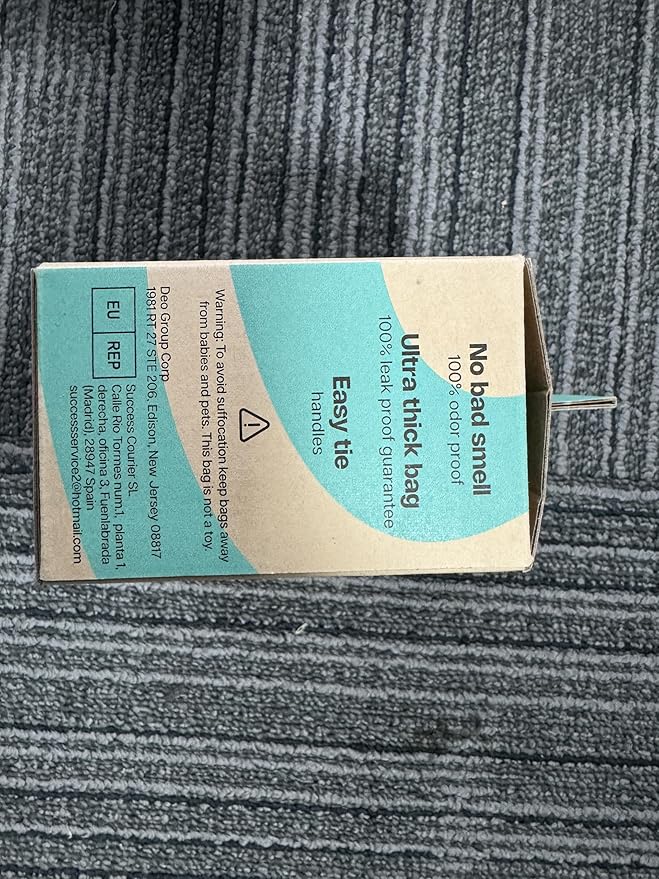 No bad smell
100% odor proof
Ultra thick bag
100% leak proof guarantee
Easy tie
handles
Warning: To avoid suffocation keep bags away
from babies and pets. This bag is not a toy.
Deo Group Corp
1981 RT 27 STE 206, Edison, New Jersey 08817
EU REP
Success Courier SL
Calle Rio Tormes num.1, planta 1,
derecha, oficina 3, Fuenlabrada
(Madrid), 28947 Spain
successservice2@hotmail.com